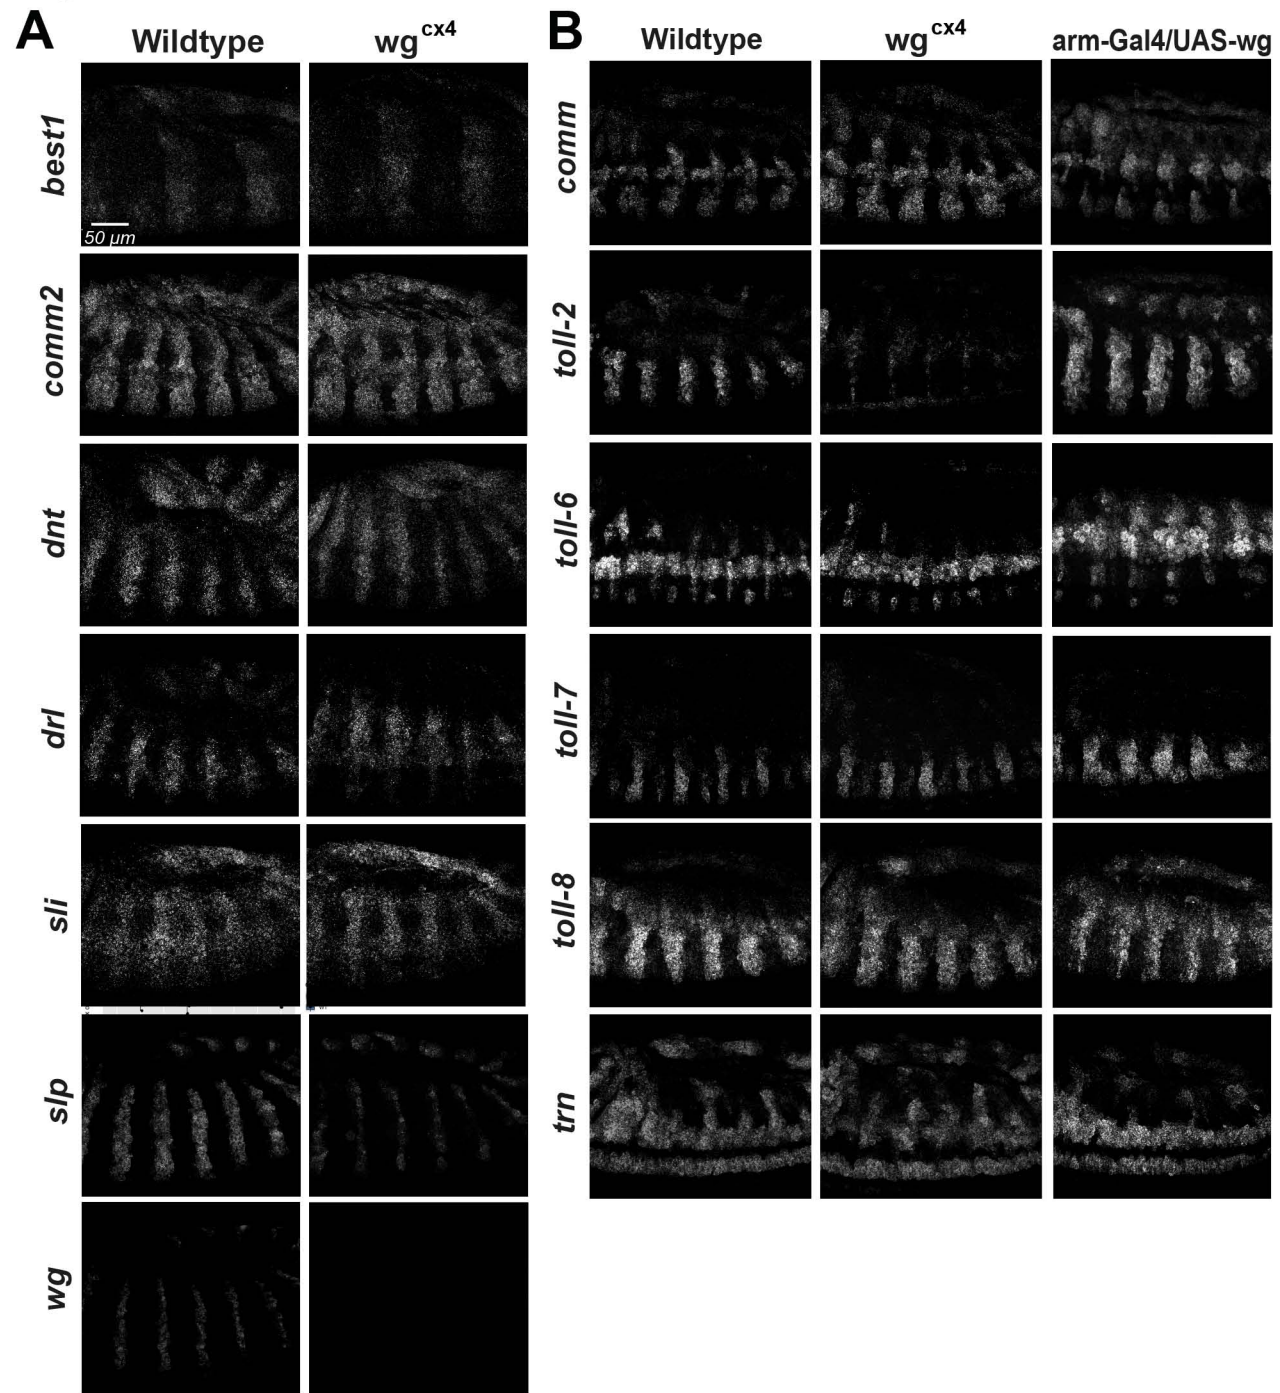 A
B
Wildtype
wg^cx4
Wildtype
wg^cx4
arm-Gal4/UAS-wg
best1
50 µm
comm2
dnt
drl
sli
slp
wg
comm
toll-2
toll-6
toll-7
toll-8
trn